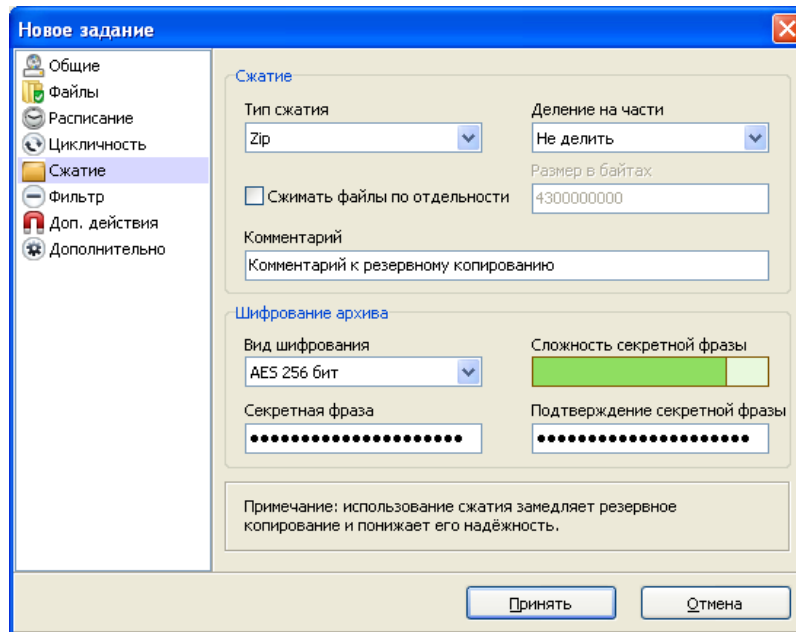 Новое задание
Общие
Файлы
Расписание
Цикличность
Сжатие
Фильтр
Доп. действия
Дополнительно
Сжатие
Тип сжатия
Деление на части
Zip
Не делить
Размер в байтах
Сжимать файлы по отдельности
4300000000
Комментарий
Комментарий к резервному копированию
Шифрование архива
Вид шифрования
Сложность секретной фразы
AES 256 бит
Секретная фраза
Подтверждение секретной фразы
●●●●●●●●●●●●●●●●●●●●●
●●●●●●●●●●●●●●●●●●●●●
Примечание: использование сжатия замедляет резервное
копирование и понижает его надёжность.
Принять
Отмена